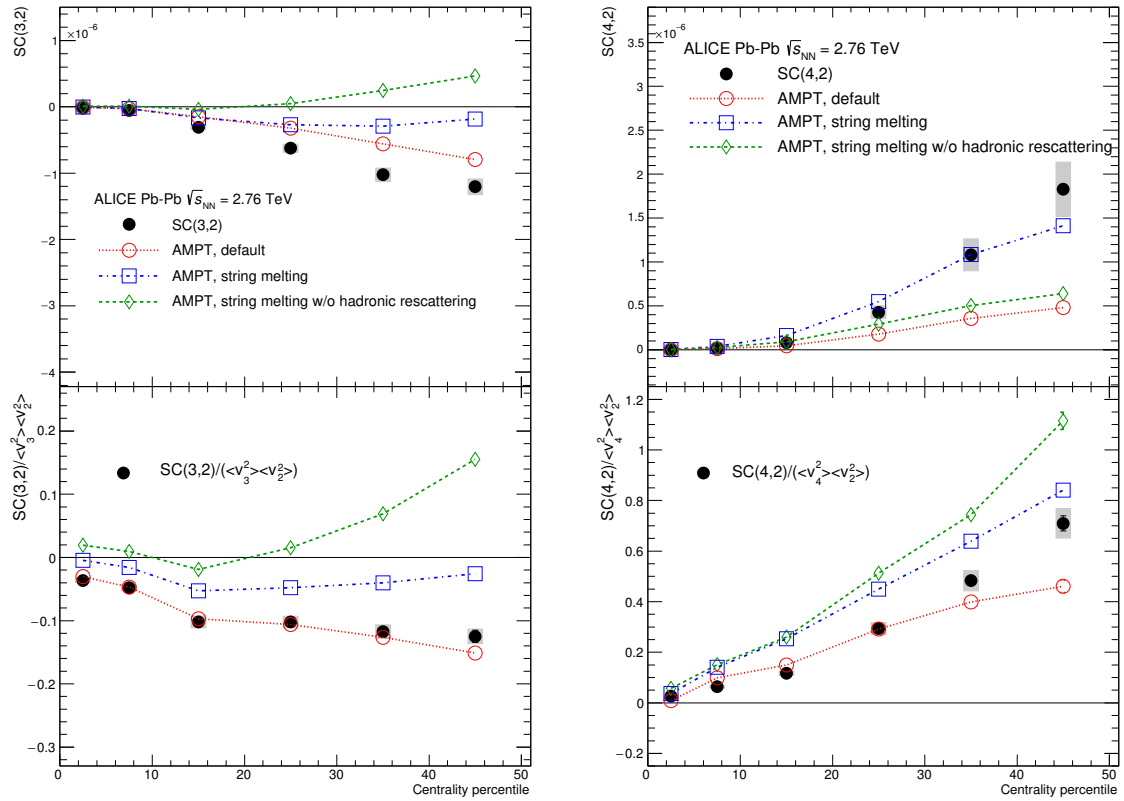 SC(3,2)
×10⁻⁶
1
0
−1
−2
−3
−4
ALICE Pb-Pb √s_NN = 2.76 TeV
SC(3,2)
AMPT, default
AMPT, string melting
AMPT, string melting w/o hadronic rescattering
SC(4,2)
×10⁻⁶
3.5
3
2.5
2
1.5
1
0.5
0
ALICE Pb-Pb √s_NN = 2.76 TeV
SC(4,2)
AMPT, default
AMPT, string melting
AMPT, string melting w/o hadronic rescattering
SC(3,2)/<v₃²><v₂²>
0.2
0.1
0
−0.1
−0.2
−0.3
SC(3,2)/(<v₃²><v₂²>)
0 10 20 30 40 50
Centrality percentile
SC(4,2)/<v₄²><v₂²>
1.2
1
0.8
0.6
0.4
0.2
0
−0.2
SC(4,2)/(<v₄²><v₂²>)
0 10 20 30 40 50
Centrality percentile